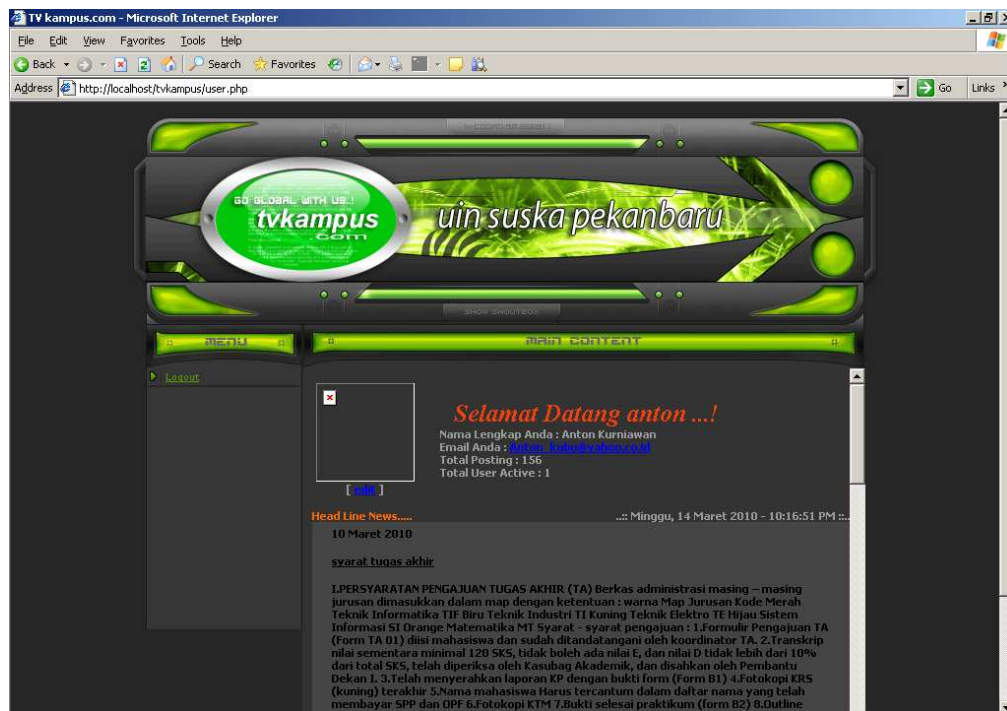 TV kampus.com - Microsoft Internet Explorer
File Edit View Favorites Tools Help
Back Search Favorites
Address http://localhost/tvkampus/user.php Go Links
GO GLOBAL WITH US..!
tvkampus
.com
uin suska pekanbaru
SHOW SHOUTBOX
MENU
MAIN CONTENT
Logout
Selamat Datang anton ...!
Nama Lengkap Anda : Anton Kurniawan
Email Anda : Anton_kubu@yahoo.co.id
Total Posting : 156
Total User Active : 1
[ edit ]
Head Line News..... ..:: Minggu, 14 Maret 2010 - 10:16:51 PM ::..
10 Maret 2010
syarat tugas akhir
I.PERSYARATAN PENGAJUAN TUGAS AKHIR (TA) Berkas administrasi masing – masing
jurusan dimasukkan dalam map dengan ketentuan : warna Map Jurusan Kode Merah
Teknik Informatika TIF Biru Teknik Industri TI Kuning Teknik Elektro TE Hijau Sistem
Informasi SI Orange Matematika MT Syarat - syarat pengajuan : 1.Formulir Pengajuan TA
(Form TA 01) diisi mahasiswa dan sudah ditandatangani oleh koordinator TA. 2.Transkrip
nilai sementara minimal 120 SKS, tidak boleh ada nilai E, dan nilai D tidak lebih dari 10%
dari total SKS, telah diperiksa oleh Kasubag Akademik, dan disahkan oleh Pembantu
Dekan I. 3.Telah menyerahkan laporan KP dengan bukti form (Form B1) 4.Fotokopi KRS
(kuning) terakhir 5.Nama mahasiswa Harus tercantum dalam daftar nama yang telah
membayar SPP dan OPF 6.Fotokopi KTM 7.Bukti selesai praktikum (form B2) 8.Outline